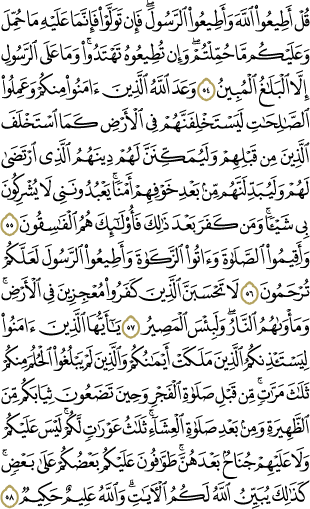 قُلْ أَطِيعُوا۟ ٱللَّهَ وَأَطِيعُوا۟ ٱلرَّسُولَ ۖ فَإِن تَوَلَّوْا۟ فَإِنَّمَا عَلَيْهِ مَا حُمِّلَ
وَعَلَيْكُم مَّا حُمِّلْتُمْ ۖ وَإِن تُطِيعُوهُ تَهْتَدُوا۟ ۚ وَمَا عَلَى ٱلرَّسُولِ
إِلَّا ٱلْبَلَـٰغُ ٱلْمُبِينُ ٥٤ وَعَدَ ٱللَّهُ ٱلَّذِينَ ءَامَنُوا۟ مِنكُمْ وَعَمِلُوا۟
ٱلصَّـٰلِحَـٰتِ لَيَسْتَخْلِفَنَّهُمْ فِى ٱلْأَرْضِ كَمَا ٱسْتَخْلَفَ
ٱلَّذِينَ مِن قَبْلِهِمْ وَلَيُمَكِّنَنَّ لَهُمْ دِينَهُمُ ٱلَّذِى ٱرْتَضَىٰ
لَهُمْ وَلَيُبَدِّلَنَّهُم مِّنۢ بَعْدِ خَوْفِهِمْ أَمْنًا ۚ يَعْبُدُونَنِى لَا يُشْرِكُونَ
بِى شَيْـًٔا ۚ وَمَن كَفَرَ بَعْدَ ذَٰلِكَ فَأُو۟لَـٰٓئِكَ هُمُ ٱلْفَـٰسِقُونَ ٥٥
وَأَقِيمُوا۟ ٱلصَّلَوٰةَ وَءَاتُوا۟ ٱلزَّكَوٰةَ وَأَطِيعُوا۟ ٱلرَّسُولَ لَعَلَّكُمْ
تُرْحَمُونَ ٥٦ لَا تَحْسَبَنَّ ٱلَّذِينَ كَفَرُوا۟ مُعْجِزِينَ فِى ٱلْأَرْضِ ۚ
وَمَأْوَىٰهُمُ ٱلنَّارُ ۖ وَلَبِئْسَ ٱلْمَصِيرُ ٥٧ يَـٰٓأَيُّهَا ٱلَّذِينَ ءَامَنُوا۟
لِيَسْتَـْٔذِنكُمُ ٱلَّذِينَ مَلَكَتْ أَيْمَـٰنُكُمْ وَٱلَّذِينَ لَمْ يَبْلُغُوا۟ ٱلْحُلُمَ مِنكُمْ
ثَلَـٰثَ مَرَّٰتٍ ۚ مِّن قَبْلِ صَلَوٰةِ ٱلْفَجْرِ وَحِينَ تَضَعُونَ ثِيَابَكُم مِّنَ
ٱلظَّهِيرَةِ وَمِنۢ بَعْدِ صَلَوٰةِ ٱلْعِشَآءِ ۚ ثَلَـٰثُ عَوْرَٰتٍ لَّكُمْ ۚ لَيْسَ عَلَيْكُمْ
وَلَا عَلَيْهِمْ جُنَاحٌۢ بَعْدَهُنَّ ۚ طَوَّٰفُونَ عَلَيْكُم بَعْضُكُمْ عَلَىٰ بَعْضٍ ۚ
كَذَٰلِكَ يُبَيِّنُ ٱللَّهُ لَكُمُ ٱلْـَٔايَـٰتِ ۗ وَٱللَّهُ عَلِيمٌ حَكِيمٌ ٥٨